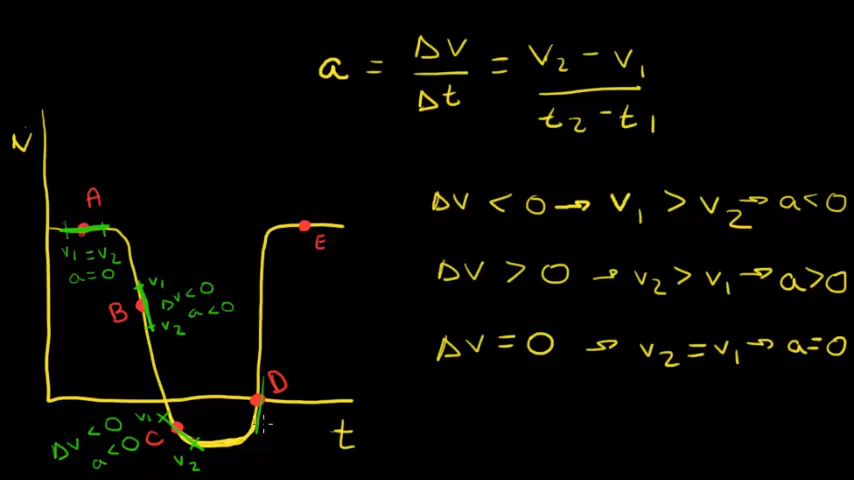 a = ΔV/Δt = V₂ - V₁/t₂ - t₁
V
A
V₁ = V₂
a = 0
V₁
ΔV < 0
a < 0
V₂
B
E
ΔV < 0 → V₁ > V₂ → a < 0
ΔV > 0 → V₂ > V₁ → a > 0
ΔV = 0 → V₂ = V₁ → a = 0
D
V₁
C
ΔV < 0
a < 0
V₂
t